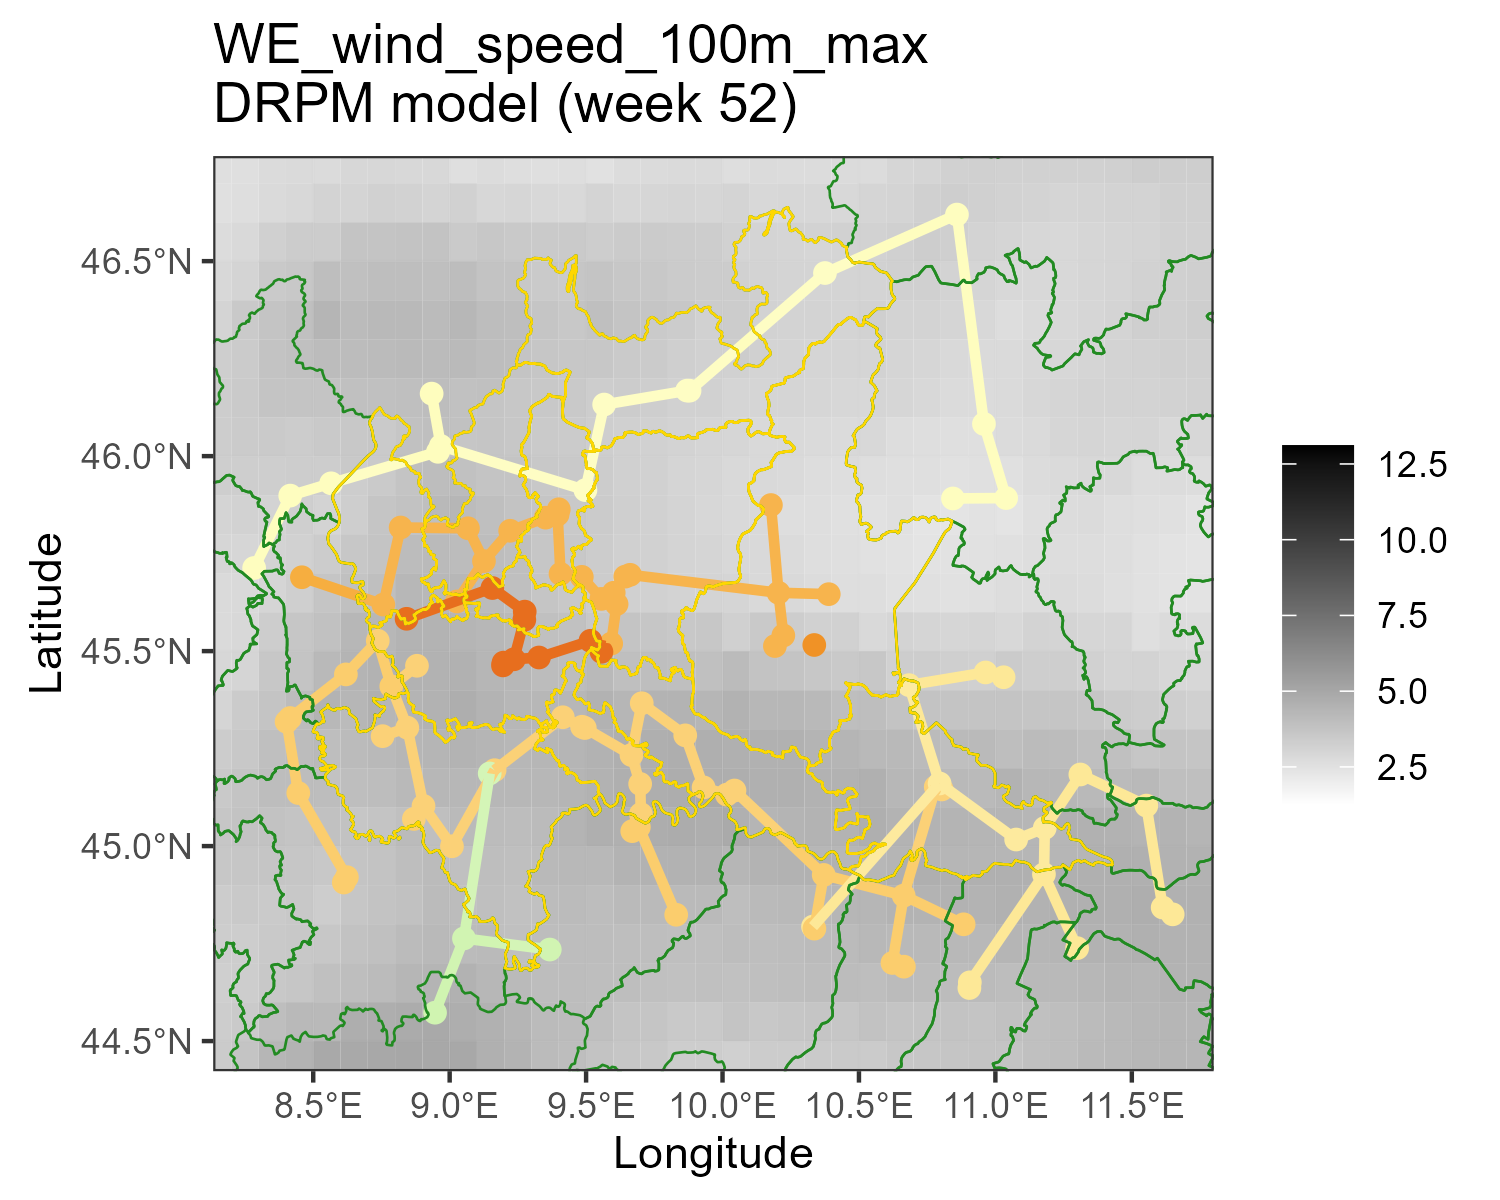 WE_wind_speed_100m_max
DRPM model (week 52)
46.5°N
46.0°N
45.5°N
45.0°N
44.5°N
Latitude
8.5°E 9.0°E 9.5°E 10.0°E 10.5°E 11.0°E 11.5°E
Longitude
12.5
10.0
7.5
5.0
2.5